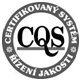 CERTIFIKOVANÝ SYSTÉM
CQS
ŘÍZENÍ JAKOSTI